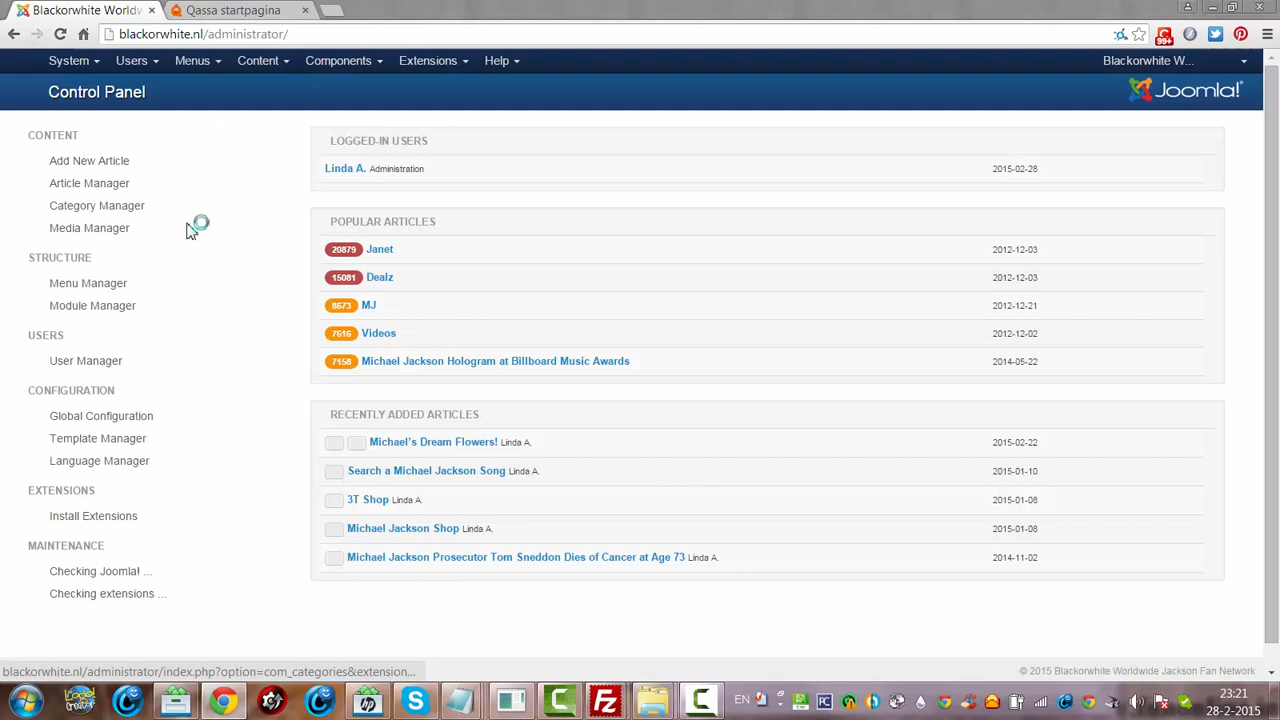 Blackorwhite Worldw
Qassa startpagina
blackorwhite.nl/administrator/
99+
System Users Menus Content Components Extensions Help Blackorwhite W...
Control Panel
Joomla!
CONTENT
Add New Article
Article Manager
Category Manager
Media Manager
STRUCTURE
Menu Manager
Module Manager
USERS
User Manager
CONFIGURATION
Global Configuration
Template Manager
Language Manager
EXTENSIONS
Install Extensions
MAINTENANCE
Checking Joomla! ...
Checking extensions ...
LOGGED-IN USERS
Linda A. Administration 2015-02-28
POPULAR ARTICLES
20879 Janet 2012-12-03
15081 Dealz 2012-12-03
8673 MJ 2012-12-21
7616 Videos 2012-12-02
7158 Michael Jackson Hologram at Billboard Music Awards 2014-05-22
RECENTLY ADDED ARTICLES
Michael's Dream Flowers! Linda A. 2015-02-22
Search a Michael Jackson Song Linda A. 2015-01-10
3T Shop Linda A. 2015-01-08
Michael Jackson Shop Linda A. 2015-01-08
Michael Jackson Prosecutor Tom Sneddon Dies of Cancer at Age 73 Linda A. 2014-11-02
blackorwhite.nl/administrator/index.php?option=com_categories&extension...
© 2015 Blackorwhite Worldwide Jackson Fan Network
EN
23:21
28-2-2015